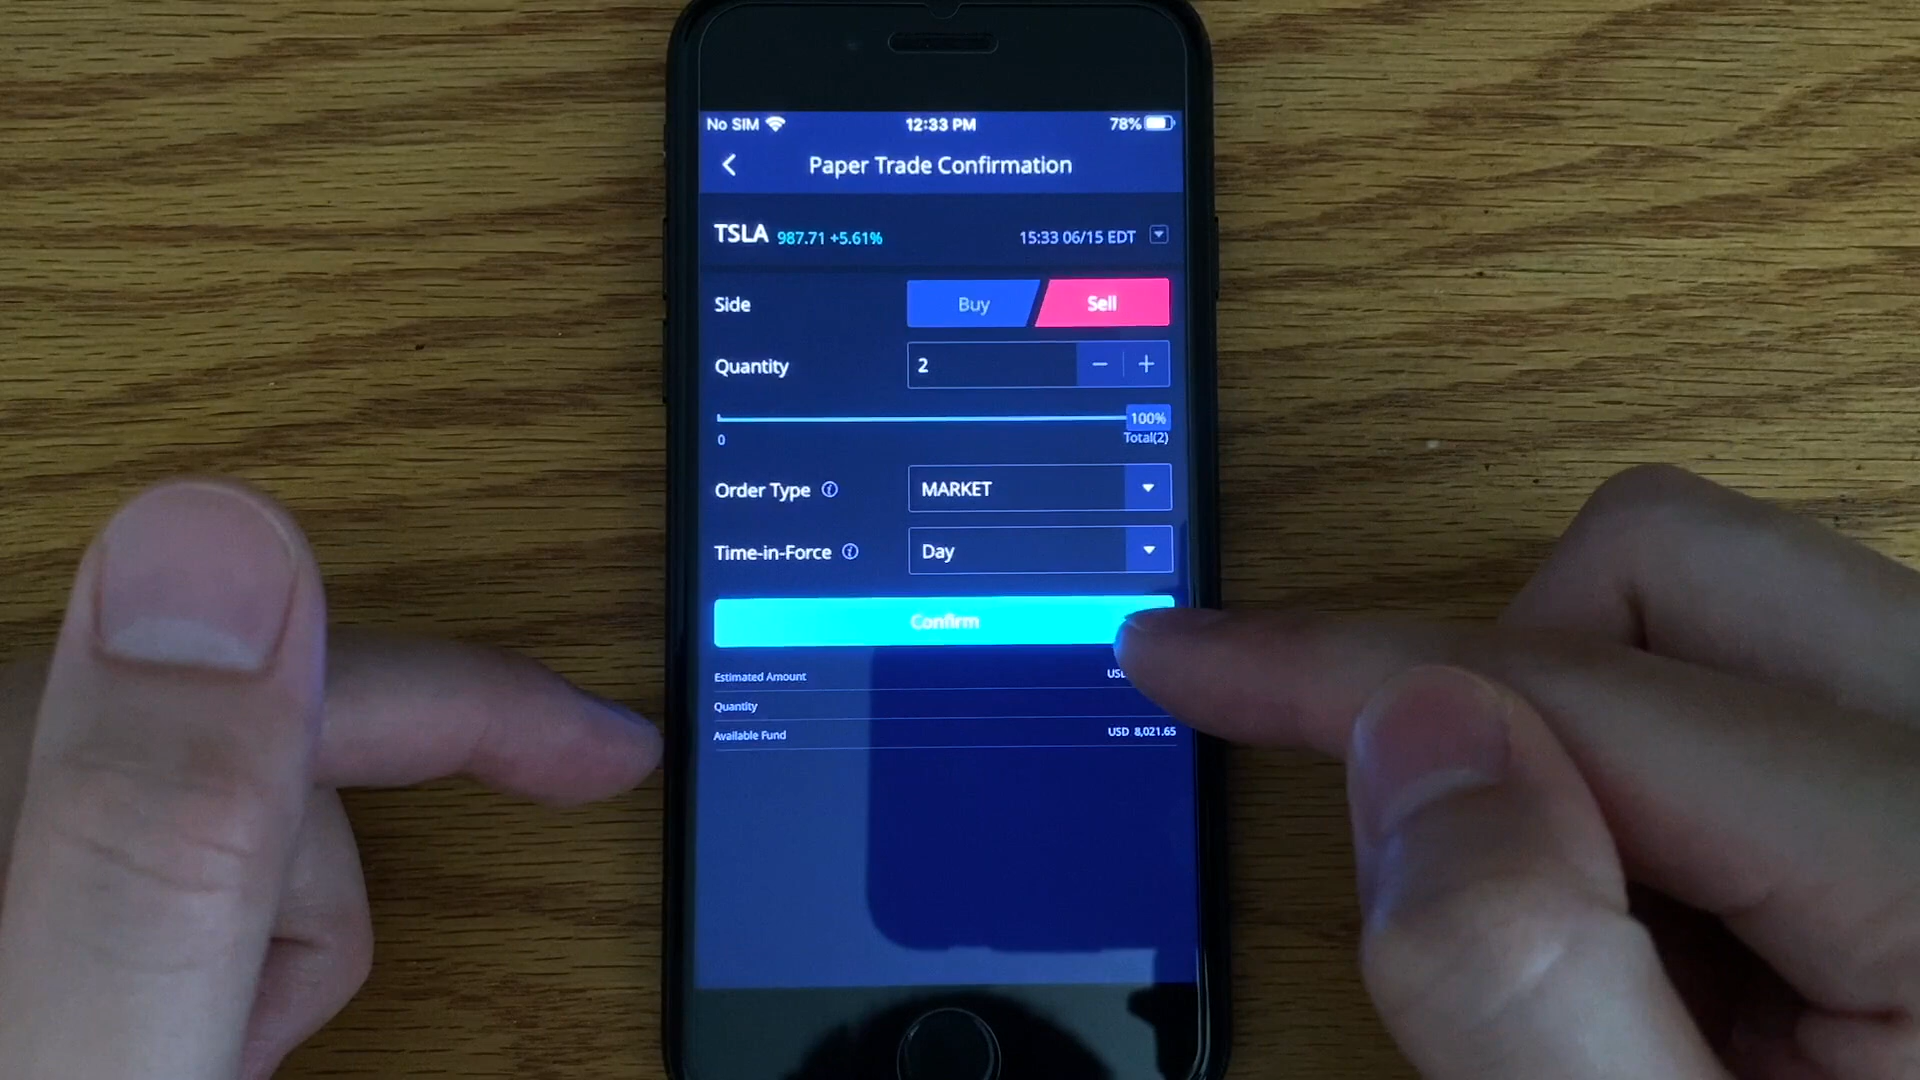 No SIM 12:33 PM 78%
Paper Trade Confirmation
TSLA 987.71 +5.61% 15:33 06/15 EDT
Side Buy Sell
Quantity 2 − +
100%
0 Total(2)
Order Type MARKET
Time-in-Force Day
Confirm
Estimated Amount
Quantity
Available Fund USD 8,021.65